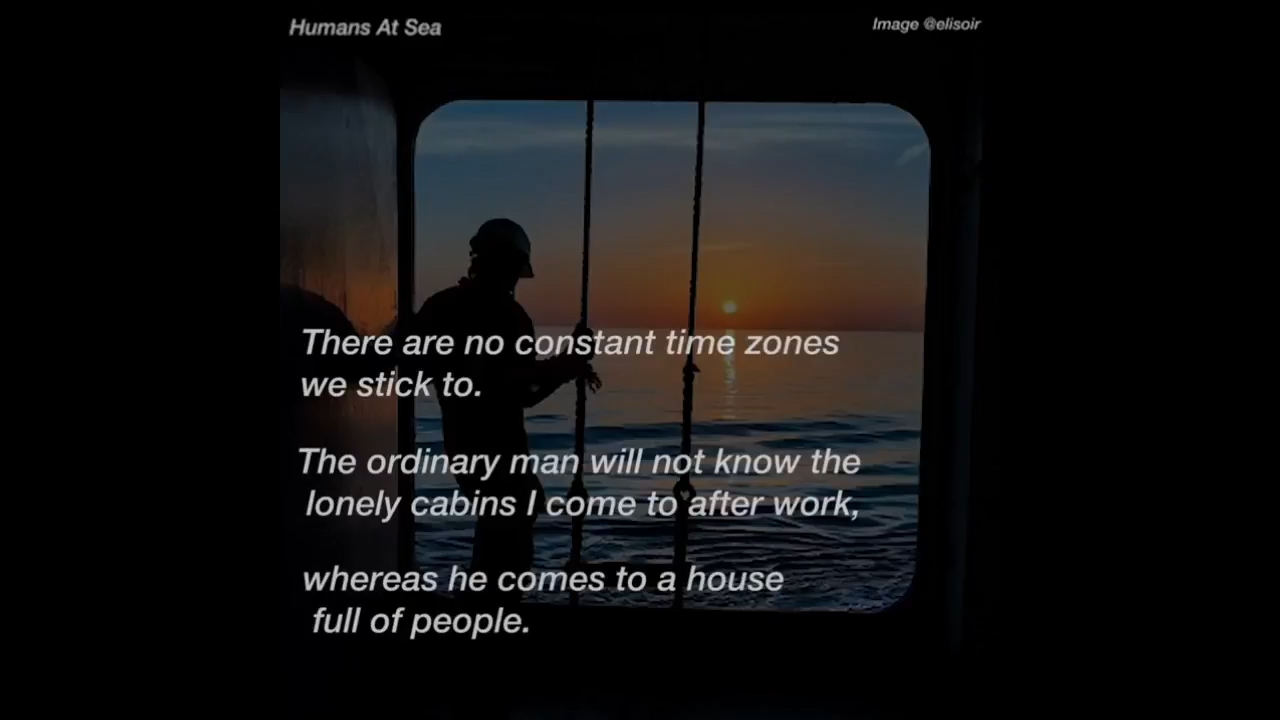 Humans At Sea
Image @elisoir
There are no constant time zones
we stick to.
The ordinary man will not know the
lonely cabins I come to after work,
whereas he comes to a house
full of people.